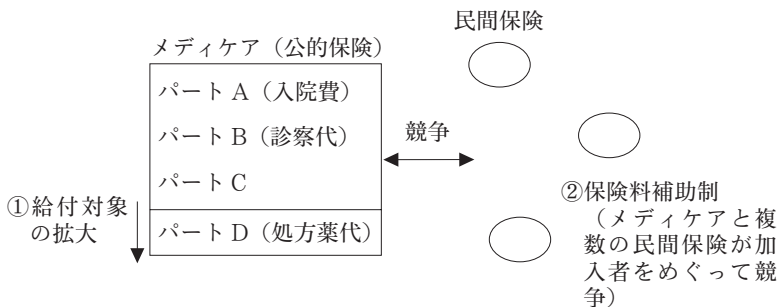 民間保険
メディケア（公的保険）
パート A（入院費）
パート B（診察代）
パート C
パート D（処方薬代）
①給付対象
の拡大
競争
②保険料補助制
（メディケアと複
数の民間保険が加
入者をめぐって競
争）